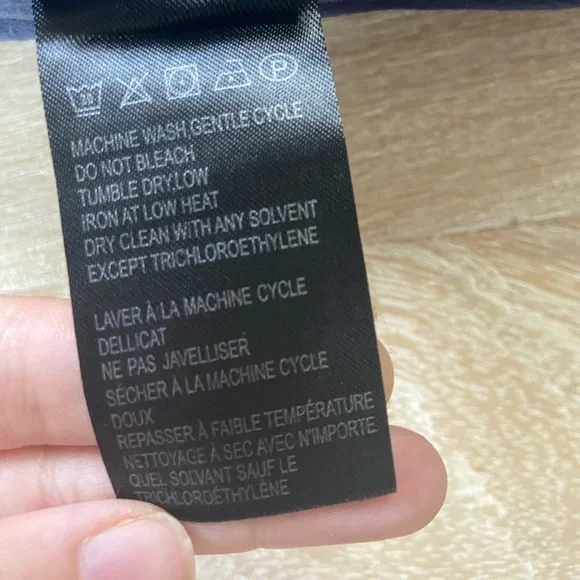 P
MACHINE WASH GENTLE CYCLE
DO NOT BLEACH
TUMBLE DRY,LOW
IRON AT LOW HEAT
DRY CLEAN WITH ANY SOLVENT
EXCEPT TRICHLOROETHYLENE
LAVER À LA MACHINE CYCLE
DELLICAT
NE PAS JAVELLISER
SÉCHER À LA MACHINE CYCLE
DOUX
REPASSER À FAIBLE TEMPÉRATURE
NETTOYAGE À SEC AVEC N'IMPORTE
QUEL SOLVANT SAUF LE
TRICHLOROÉTHYLÈNE